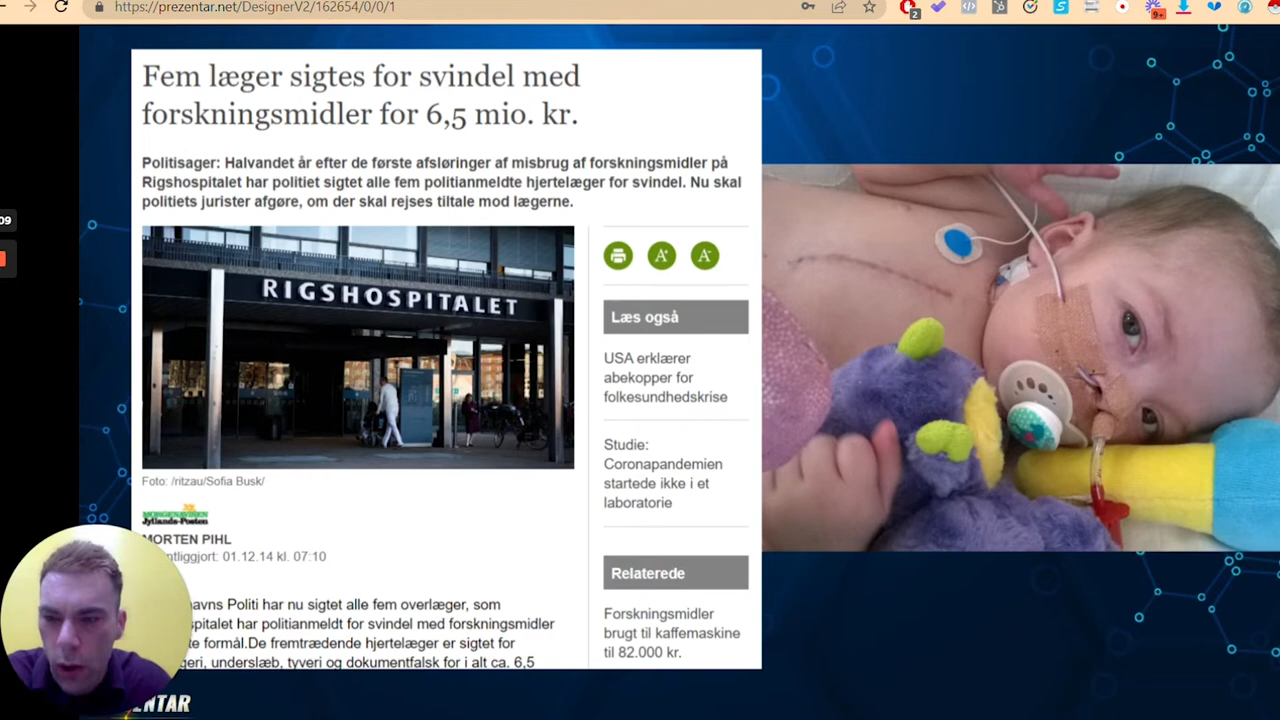 https://prezentar.net/DesignerV2/162654/0/0/1
2
9+
09
Fem læger sigtes for svindel med
forskningsmidler for 6,5 mio. kr.
Politisager: Halvandet år efter de første afsløringer af misbrug af forskningsmidler på
Rigshospitalet har politiet sigtet alle fem politianmeldte hjertelæger for svindel. Nu skal
politiets jurister afgøre, om der skal rejses tiltale mod lægerne.
RIGSHOSPITALET
Foto: /ritzau/Sofia Busk/
MORGENAVISEN
Jyllands-Posten
MORTEN PIHL
01.12.14 kl. 07:10
Politi har nu sigtet alle fem overlæger, som
har politianmeldt for svindel med forskningsmidler
formål.De fremtrædende hjertelæger er sigtet for
underslæb, tyveri og dokumentfalsk for i alt ca. 6,5
A+
A-
Læs også
USA erklærer
abekopper for
folkesundhedskrise
Studie:
Coronapandemien
startede ikke i et
laboratorie
Relaterede
Forskningsmidler
brugt til kaffemaskine
til 82.000 kr.